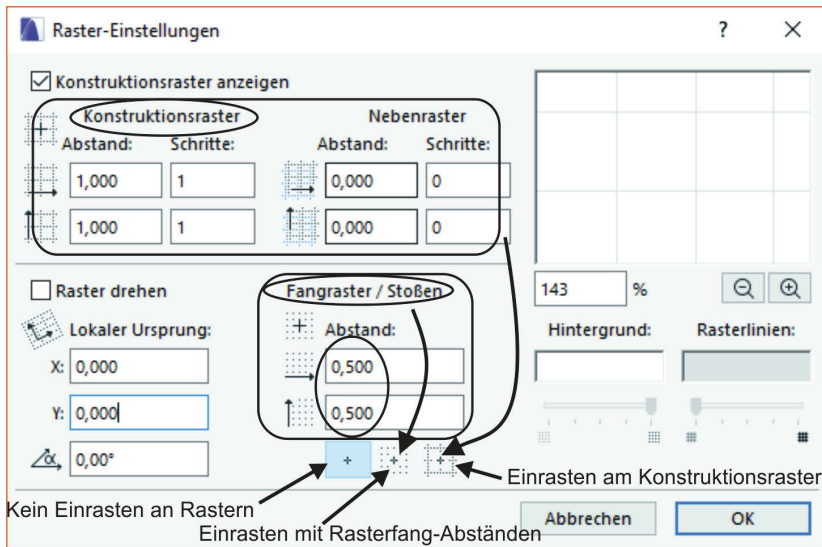 Raster-Einstellungen ? ×
Konstruktionsraster anzeigen
Konstruktionsraster Nebenraster
Abstand: Schritte: Abstand: Schritte:
1,000 1 0,000 0
1,000 1 0,000 0
Raster drehen
Fangraster / Stoßen
143 %
Lokaler Ursprung:
Abstand:
Hintergrund: Rasterlinien:
X: 0,000
0,500
Y: 0,000
0,500
α 0,00°
Einrasten am Konstruktionsraster
Kein Einrasten an Rastern
Einrasten mit Rasterfang-Abständen
Abbrechen OK